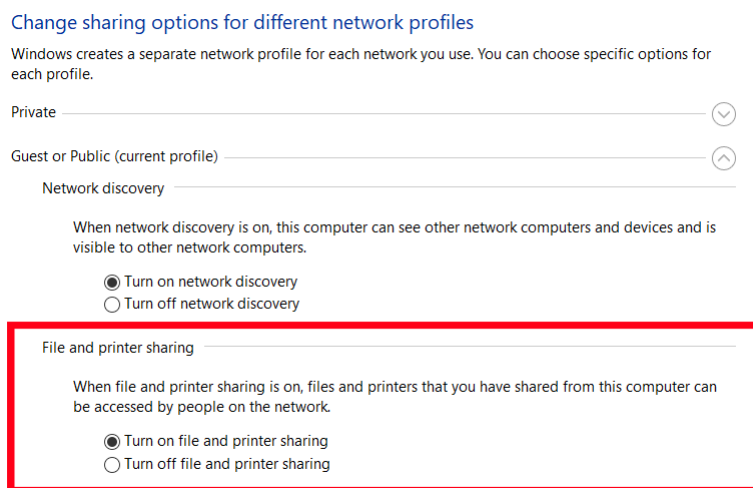 Change sharing options for different network profiles
Windows creates a separate network profile for each network you use. You can choose specific options for
each profile.
Private
Guest or Public (current profile)
Network discovery
When network discovery is on, this computer can see other network computers and devices and is
visible to other network computers.
Turn on network discovery
Turn off network discovery
File and printer sharing
When file and printer sharing is on, files and printers that you have shared from this computer can
be accessed by people on the network.
Turn on file and printer sharing
Turn off file and printer sharing